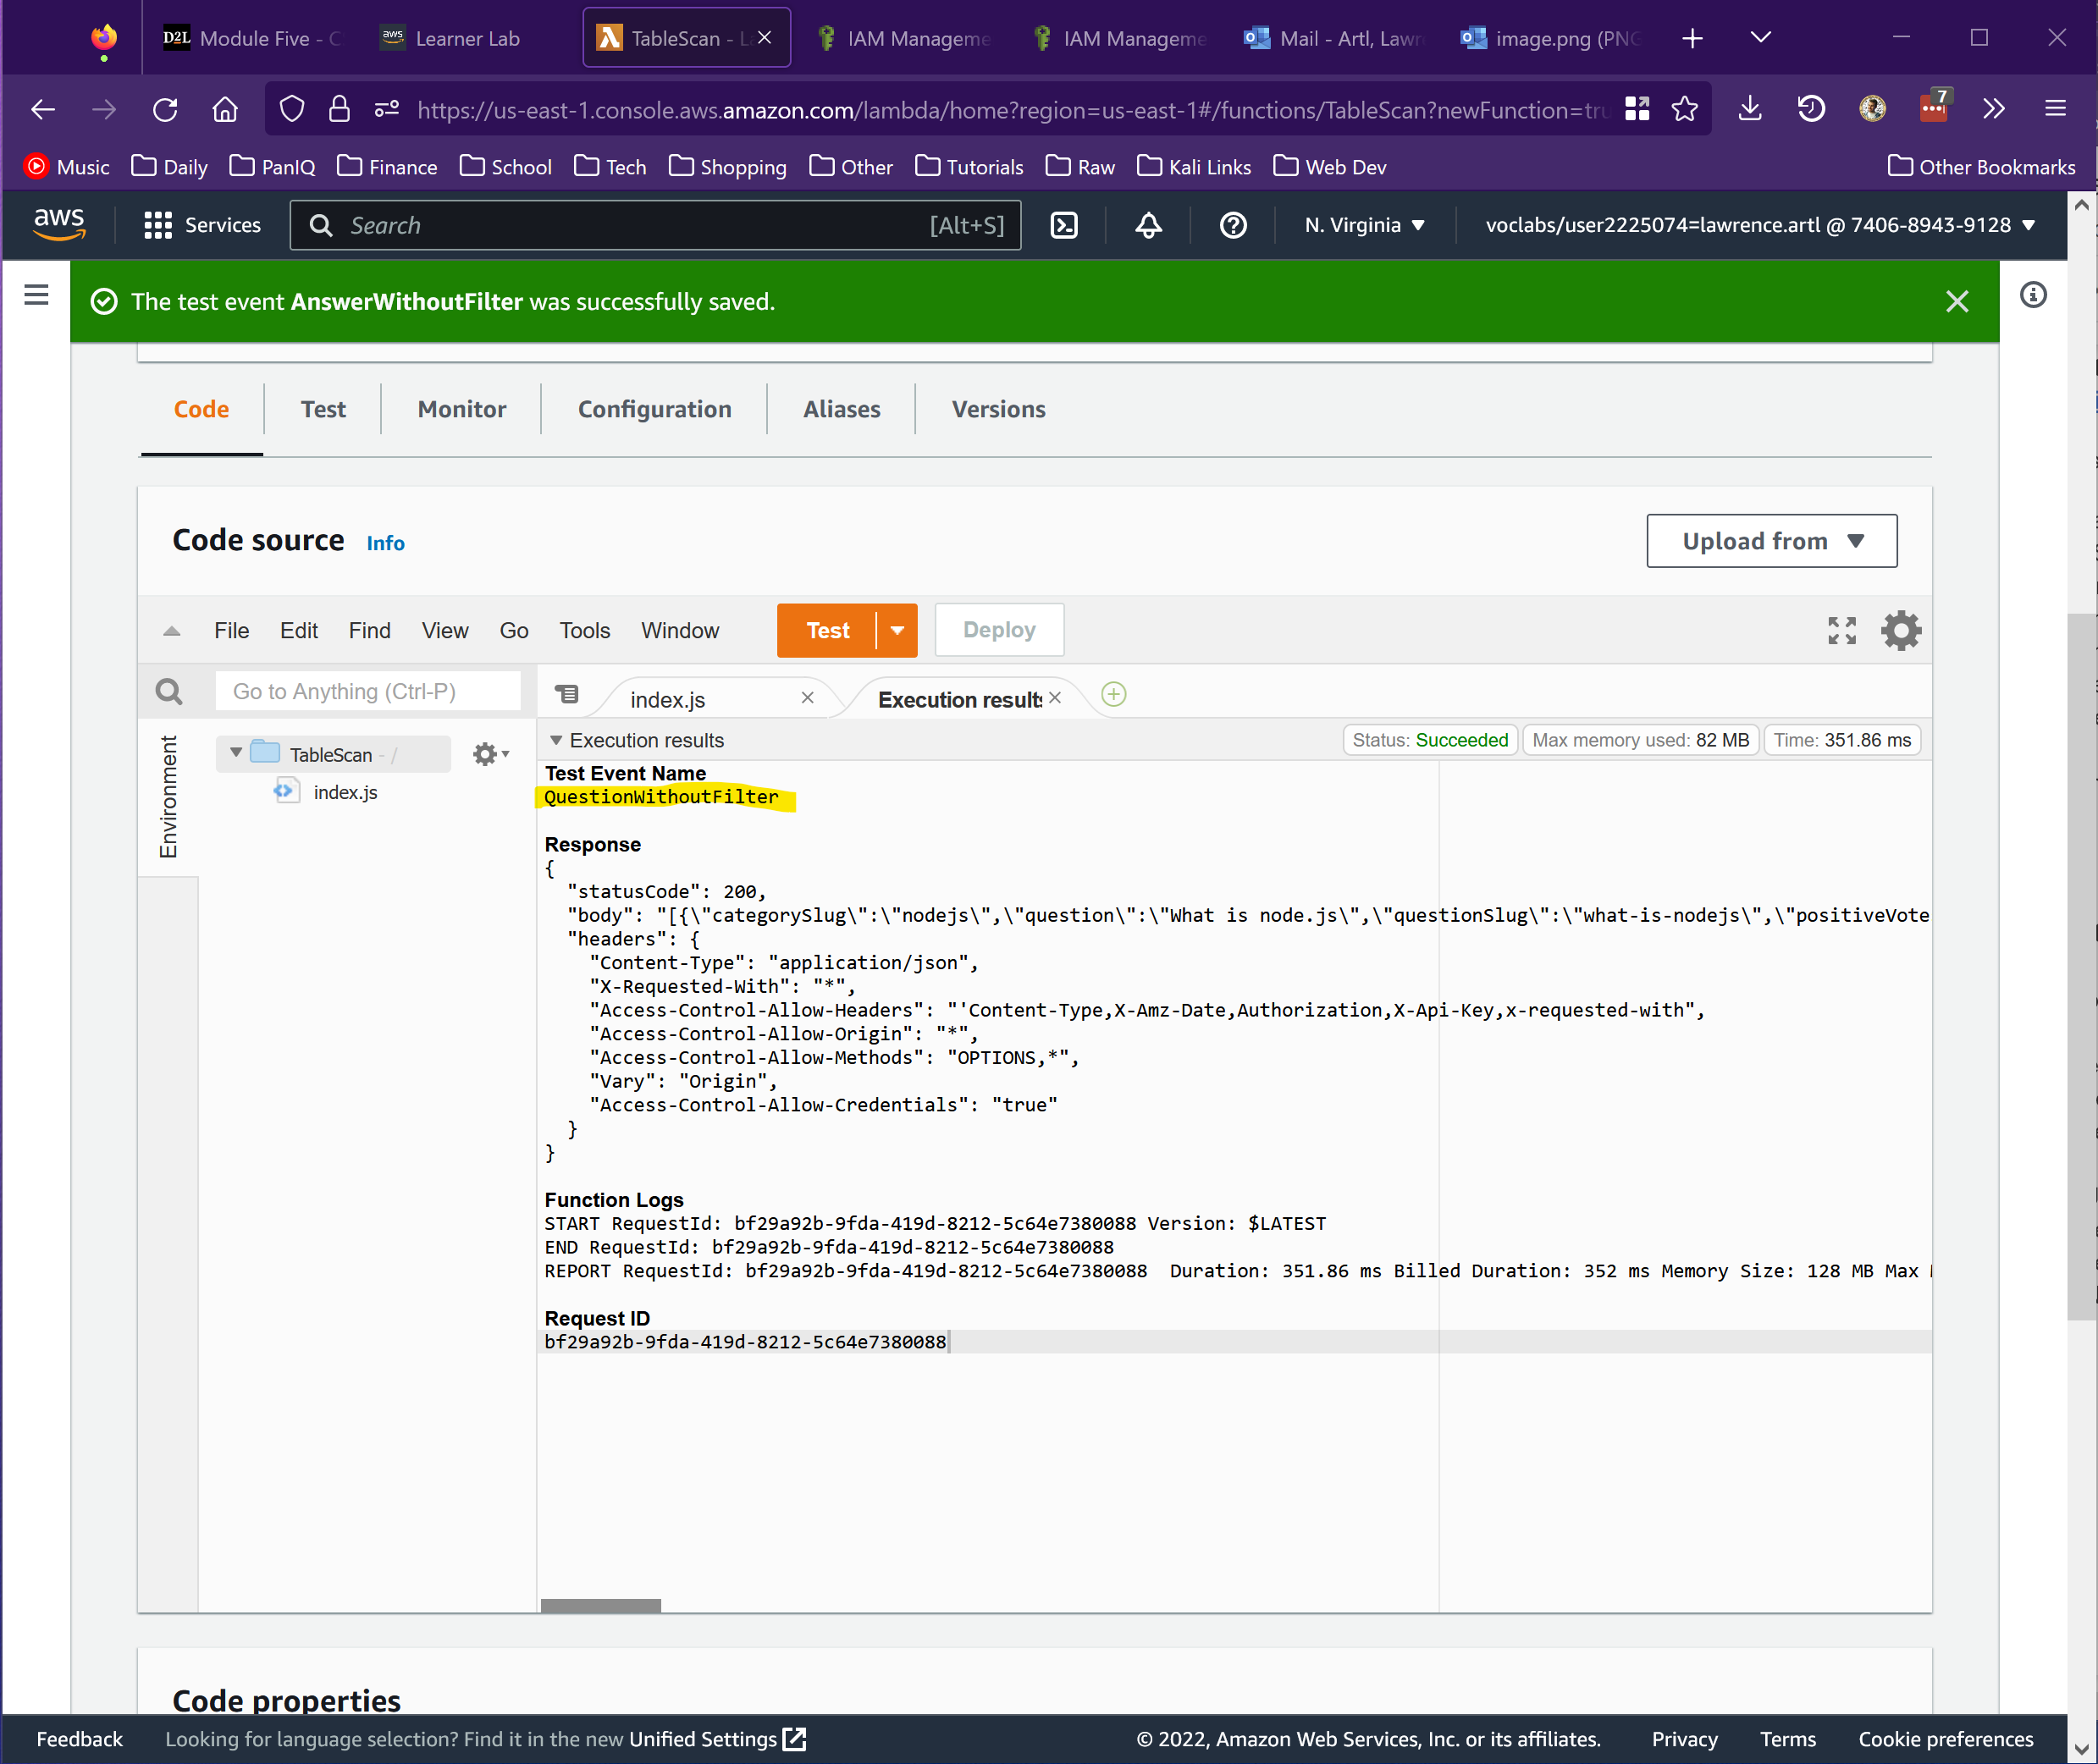 D2L Module Five - C
aws Learner Lab
TableScan - La
IAM Manageme
IAM Manageme
Mail - Artl, Lawr
image.png (PNG
https://us-east-1.console.aws.amazon.com/lambda/home?region=us-east-1#/functions/TableScan?newFunction=tru
7
Music Daily PanIQ Finance School Tech Shopping Other Tutorials Raw Kali Links Web Dev Other Bookmarks
aws Services Search [Alt+S] N. Virginia voclabs/user2225074=lawrence.artl @ 7406-8943-9128
The test event AnswerWithoutFilter was successfully saved.
Code Test Monitor Configuration Aliases Versions
Code source Info Upload from
File Edit Find View Go Tools Window Test Deploy
Go to Anything (Ctrl-P) index.js Execution results
Environment
TableScan - /
index.js
Execution results Status: Succeeded Max memory used: 82 MB Time: 351.86 ms
Test Event Name
QuestionWithoutFilter
Response
{
"statusCode": 200,
"body": "[{\"categorySlug\":\"nodejs\",\"question\":\"What is node.js\",\"questionSlug\":\"what-is-nodejs\",\"positiveVote
"headers": {
"Content-Type": "application/json",
"X-Requested-With": "*",
"Access-Control-Allow-Headers": "'Content-Type,X-Amz-Date,Authorization,X-Api-Key,x-requested-with",
"Access-Control-Allow-Origin": "*",
"Access-Control-Allow-Methods": "OPTIONS,*",
"Vary": "Origin",
"Access-Control-Allow-Credentials": "true"
}
}
Function Logs
START RequestId: bf29a92b-9fda-419d-8212-5c64e7380088 Version: $LATEST
END RequestId: bf29a92b-9fda-419d-8212-5c64e7380088
REPORT RequestId: bf29a92b-9fda-419d-8212-5c64e7380088 Duration: 351.86 ms Billed Duration: 352 ms Memory Size: 128 MB Max
Request ID
bf29a92b-9fda-419d-8212-5c64e7380088
Code properties
Feedback Looking for language selection? Find it in the new Unified Settings © 2022, Amazon Web Services, Inc. or its affiliates. Privacy Terms Cookie preferences